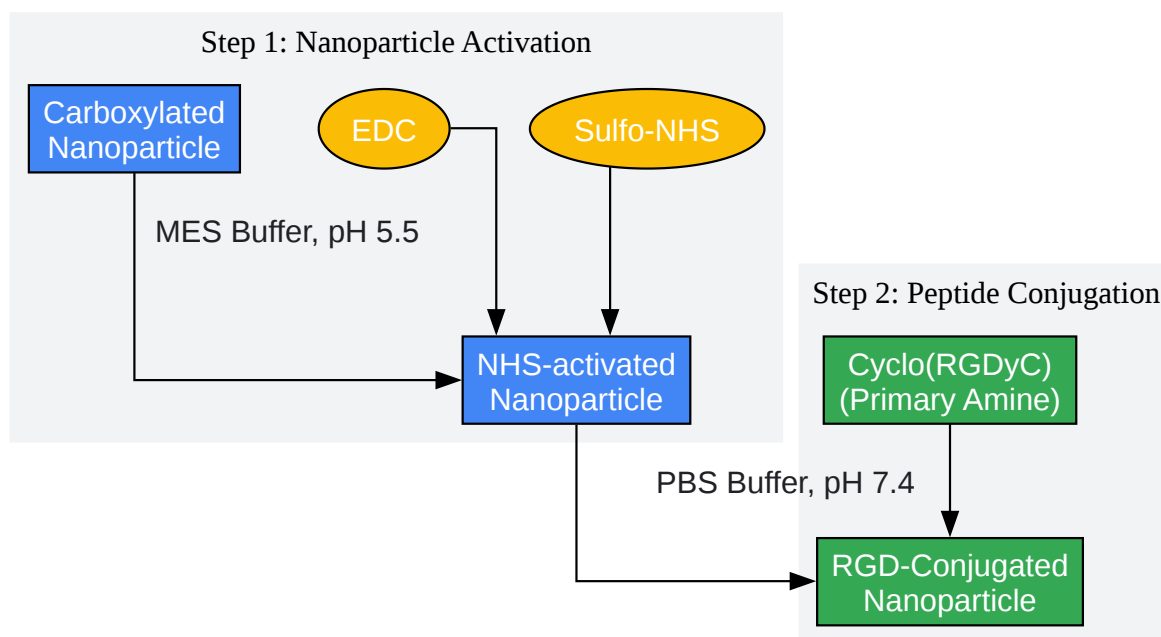 Step 1: Nanoparticle Activation
Carboxylated
Nanoparticle
EDC
Sulfo-NHS
MES Buffer, pH 5.5
NHS-activated
Nanoparticle
Step 2: Peptide Conjugation
Cyclo(RGDyC)
(Primary Amine)
PBS Buffer, pH 7.4
RGD-Conjugated
Nanoparticle